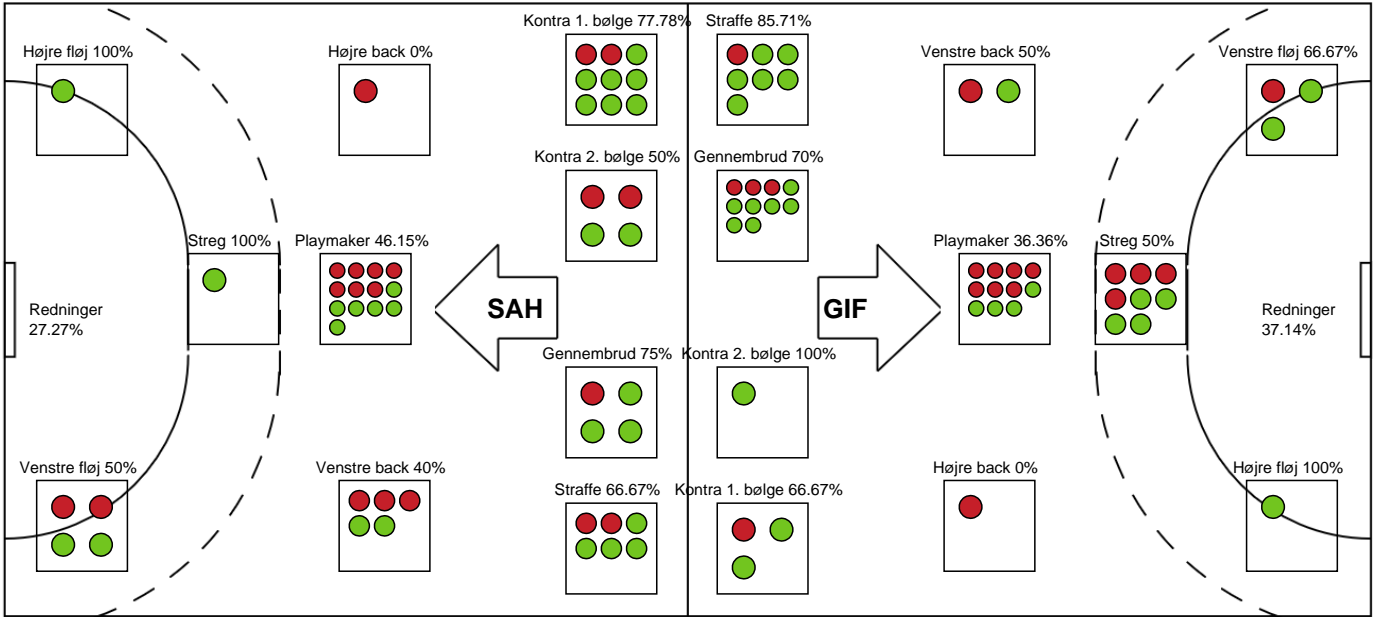 Kontra 1. bølge 77.78%
Straffe 85.71%
Højre fløj 100%
Højre back 0%
Venstre back 50%
Venstre fløj 66.67%
Kontra 2. bølge 50%
Gennembrud 70%
Streg 100%
Playmaker 46.15%
Playmaker 36.36%
Streg 50%
Redninger
27.27%
SAH
GIF
Redninger
37.14%
Gennembrud 75%
Kontra 2. bølge 100%
Venstre fløj 50%
Venstre back 40%
Højre back 0%
Højre fløj 100%
Straffe 66.67%
Kontra 1. bølge 66.67%